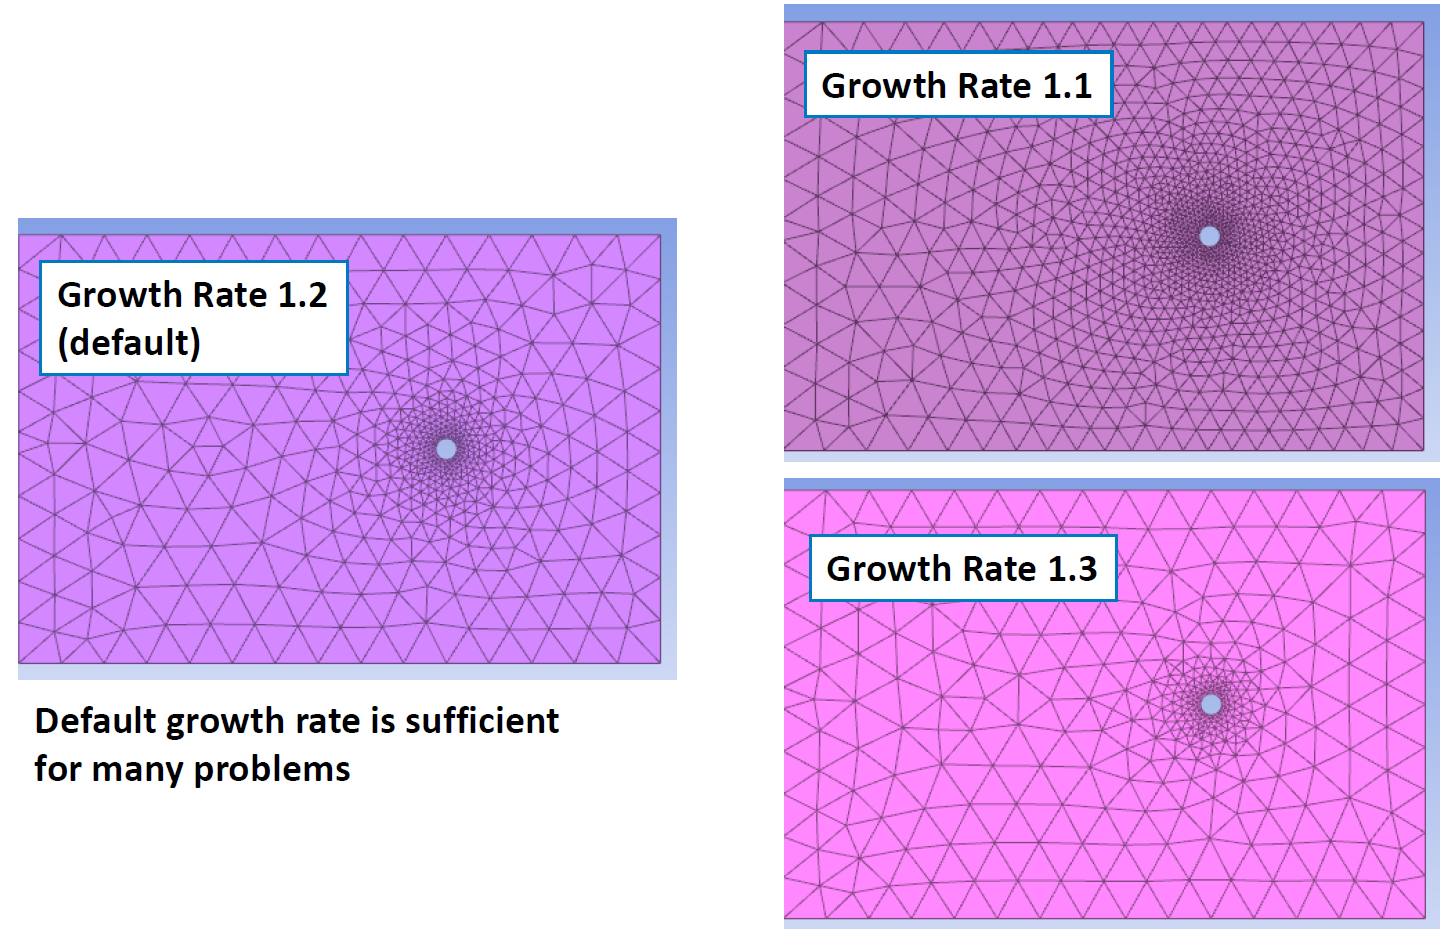 Growth Rate 1.1
Growth Rate 1.2
(default)
Growth Rate 1.3
Default growth rate is sufficient
for many problems